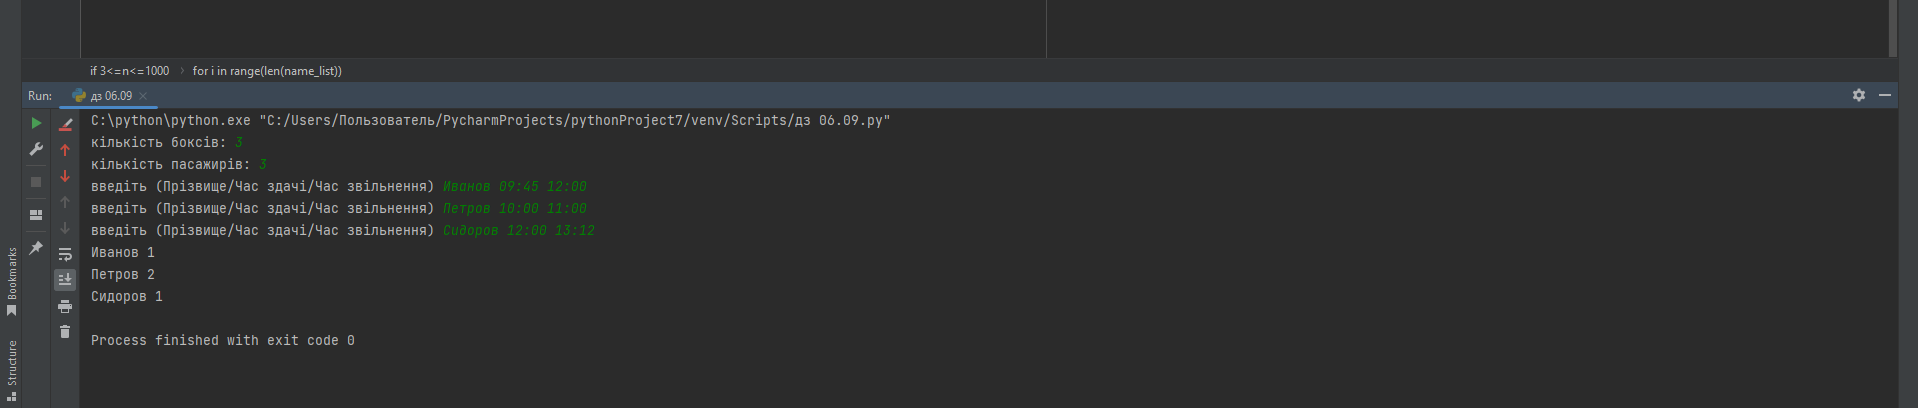 if 3<=n<=1000 > for i in range(len(name_list))
Run: дз 06.09 ×
C:\python\python.exe "C:/Users/Пользователь/PycharmProjects/pythonProject7/venv/Scripts/дз 06.09.py"
кількість боксів: 3
кількість пасажирів: 3
введіть (Прізвище/Час здачі/Час звільнення) Иванов 09:45 12:00
введіть (Прізвище/Час здачі/Час звільнення) Петров 10:00 11:00
введіть (Прізвище/Час здачі/Час звільнення) Сидоров 12:00 13:12
Иванов 1
Петров 2
Сидоров 1
Process finished with exit code 0
Bookmarks
Structure